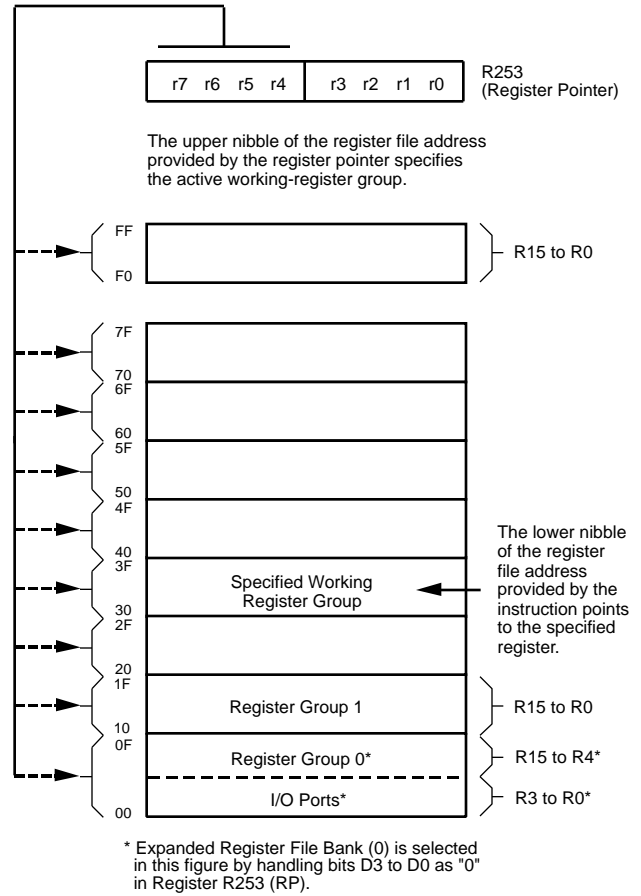 r7 r6 r5 r4 r3 r2 r1 r0
R253
(Register Pointer)
The upper nibble of the register file address
provided by the register pointer specifies
the active working-register group.
FF
F0
R15 to R0
7F
70
6F
60
5F
50
4F
40
3F
Specified Working
Register Group
30
The lower nibble
of the register
file address
provided by the
instruction points
to the specified
register.
2F
20
1F
Register Group 1
R15 to R0
10
0F
Register Group 0*
R15 to R4*
I/O Ports*
R3 to R0*
00
* Expanded Register File Bank (0) is selected
in this figure by handling bits D3 to D0 as "0"
in Register R253 (RP).